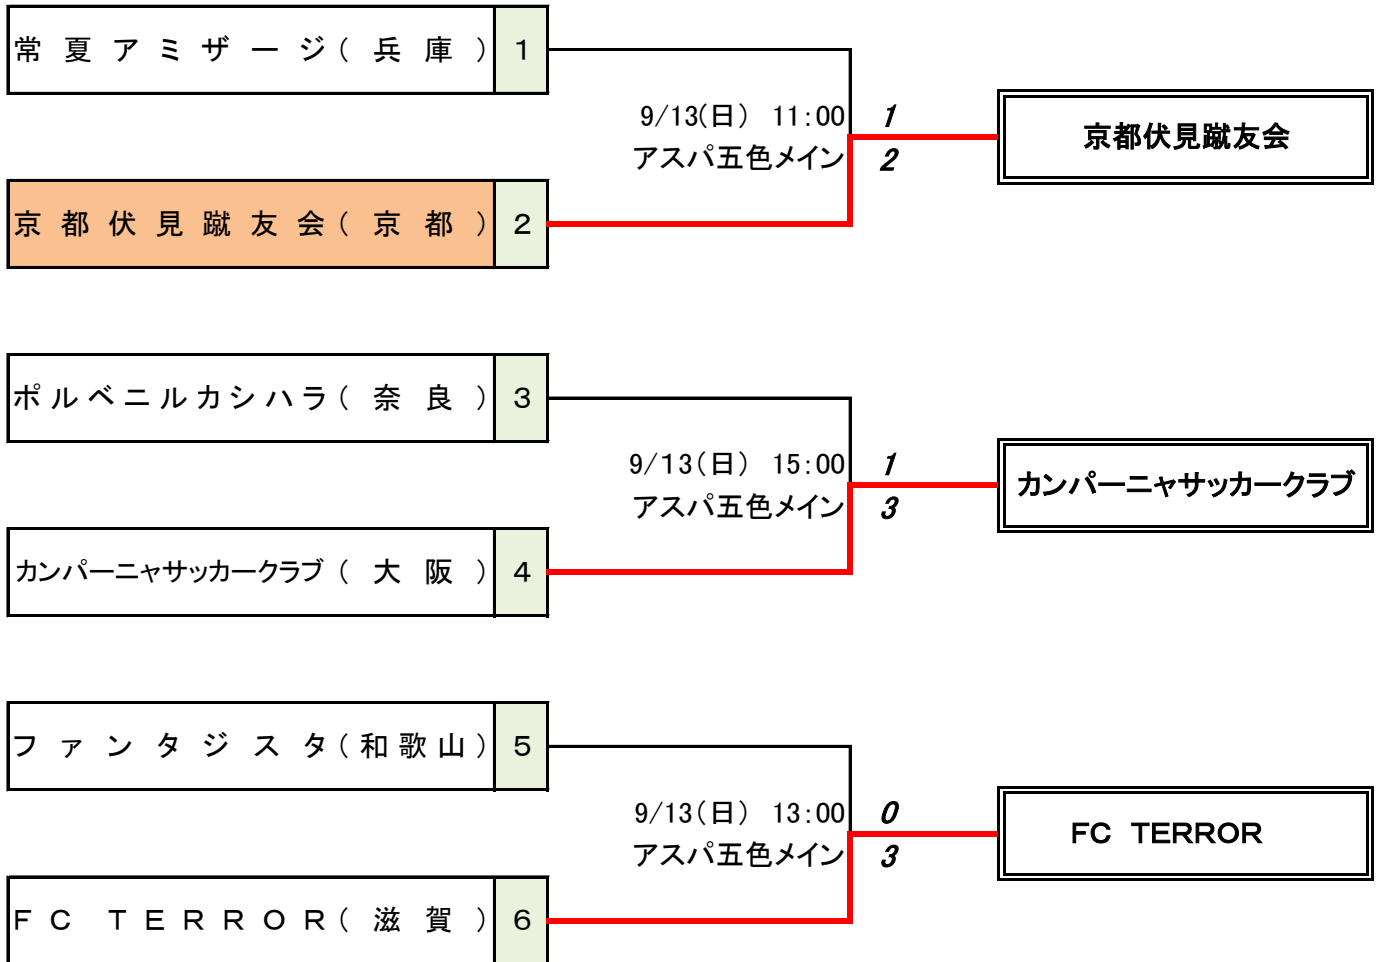 常夏アミザージ(兵庫) 1
9/13(日) 11:00 1
アスパ五色メイン 2
京都伏見蹴友会
京都伏見蹴友会(京都) 2
ポルベニルカシハラ(奈良) 3
9/13(日) 15:00 1
アスパ五色メイン 3
カンパーニャサッカークラブ
カンパーニャサッカークラブ(大阪) 4
ファンタジスタ(和歌山) 5
9/13(日) 13:00 0
アスパ五色メイン 3
FC TERROR
FC TERROR(滋賀) 6